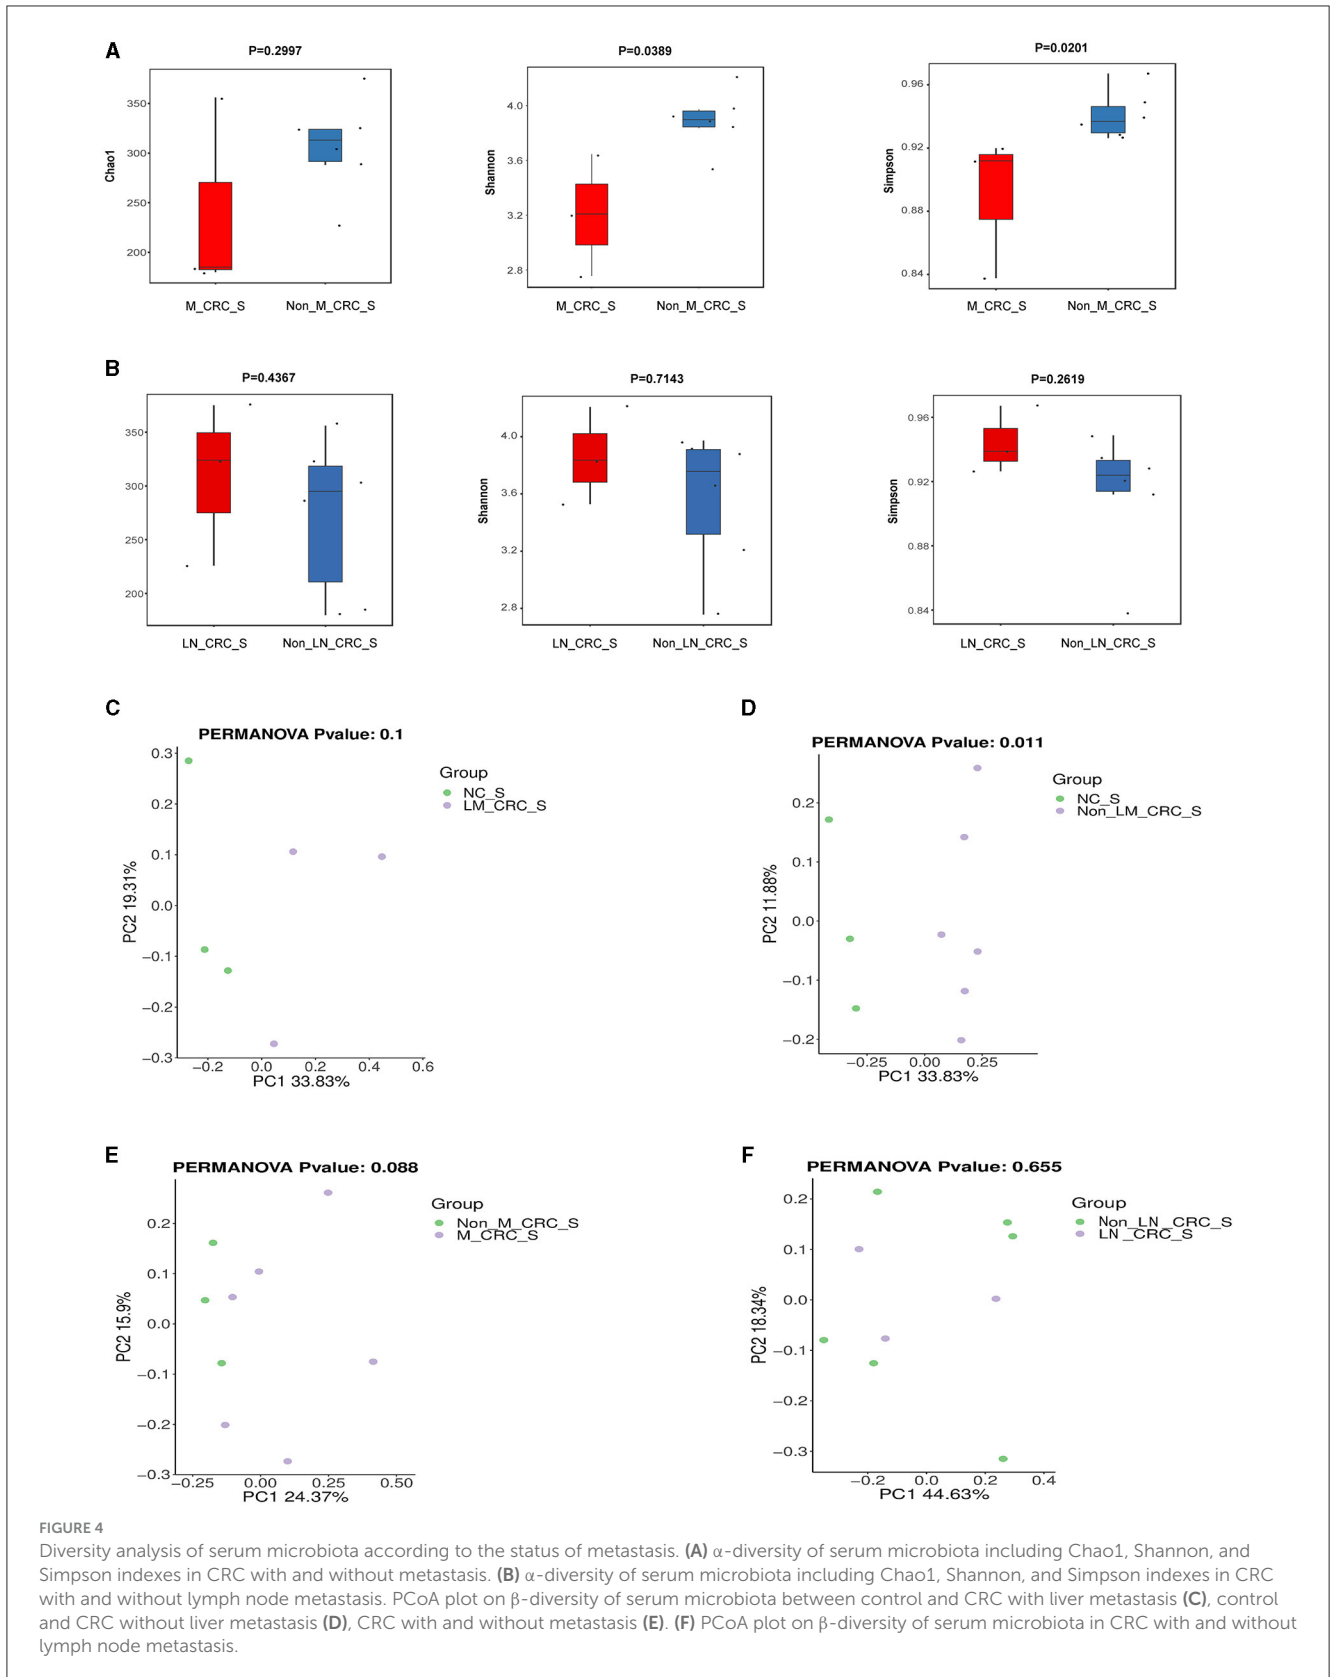 A
P=0.2997
P=0.0389
P=0.0201
Chao1
350
300
250
200
M_CRC_S
Non_M_CRC_S
Shannon
4.0
3.6
3.2
2.8
M_CRC_S
Non_M_CRC_S
Simpson
0.96
0.92
0.88
0.84
M_CRC_S
Non_M_CRC_S
B
P=0.4367
P=0.7143
P=0.2619
350
300
250
200
LN_CRC_S
Non_LN_CRC_S
Shannon
4.0
3.6
3.2
2.8
LN_CRC_S
Non_LN_CRC_S
Simpson
0.96
0.92
0.88
0.84
LN_CRC_S
Non_LN_CRC_S
C
PERMANOVA Pvalue: 0.1
PC2 19.31%
0.3
0.2
0.1
0.0
−0.1
−0.2
−0.3
−0.2
0.0
0.2
0.4
0.6
PC1 33.83%
Group
NC_S
LM_CRC_S
D
PERMANOVA Pvalue: 0.011
PC2 11.88%
0.2
0.1
0.0
−0.1
−0.2
−0.25
0.00
0.25
PC1 33.83%
Group
NC_S
Non_LM_CRC_S
E
PERMANOVA Pvalue: 0.088
PC2 15.9%
0.2
0.1
0.0
−0.1
−0.2
−0.3
−0.25
0.00
0.25
0.50
PC1 24.37%
Group
Non_M_CRC_S
M_CRC_S
F
PERMANOVA Pvalue: 0.655
PC2 18.34%
0.2
0.1
0.0
−0.1
−0.2
−0.3
−0.2
0.0
0.2
0.4
PC1 44.63%
Group
Non_LN_CRC_S
LN_CRC_S
FIGURE 4
Diversity analysis of serum microbiota according to the status of metastasis. (A) α-diversity of serum microbiota including Chao1, Shannon, and
Simpson indexes in CRC with and without metastasis. (B) α-diversity of serum microbiota including Chao1, Shannon, and Simpson indexes in CRC
with and without lymph node metastasis. PCoA plot on β-diversity of serum microbiota between control and CRC with liver metastasis (C), control
and CRC without liver metastasis (D), CRC with and without metastasis (E). (F) PCoA plot on β-diversity of serum microbiota in CRC with and without
lymph node metastasis.